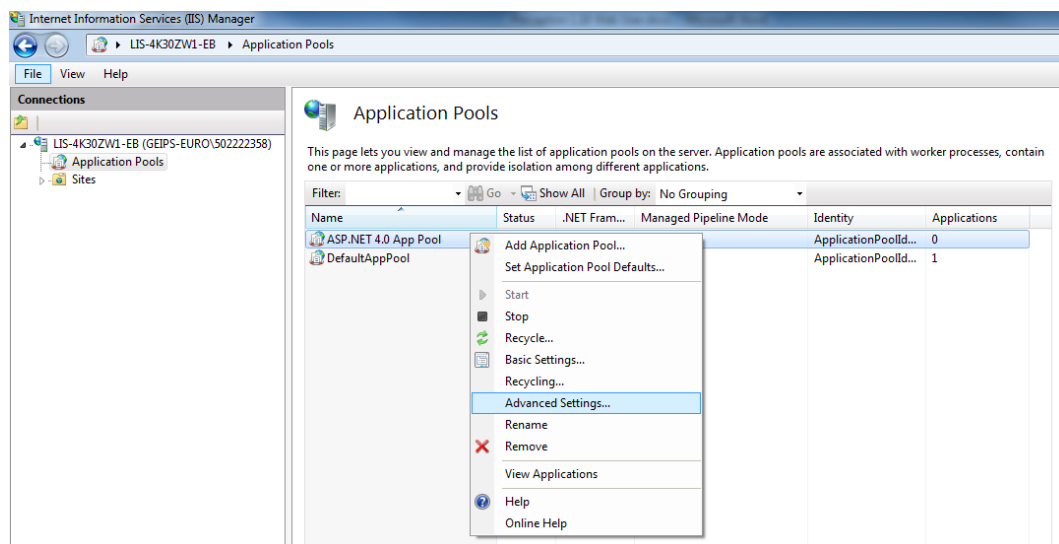 Internet Information Services (IIS) Manager
LIS-4K30ZW1-EB Application Pools
File View Help
Connections
LIS-4K30ZW1-EB (GEIPS-EURO\502222358)
Application Pools
Sites
Application Pools
This page lets you view and manage the list of application pools on the server. Application pools are associated with worker processes, contain
one or more applications, and provide isolation among different applications.
Filter: Go Show All Group by: No Grouping
Name Status .NET Fram... Managed Pipeline Mode Identity Applications
ASP.NET 4.0 App Pool ApplicationPoolId... 0
DefaultAppPool ApplicationPoolId... 1
Add Application Pool...
Set Application Pool Defaults...
Start
Stop
Recycle...
Basic Settings...
Recycling...
Advanced Settings...
Rename
Remove
View Applications
Help
Online Help